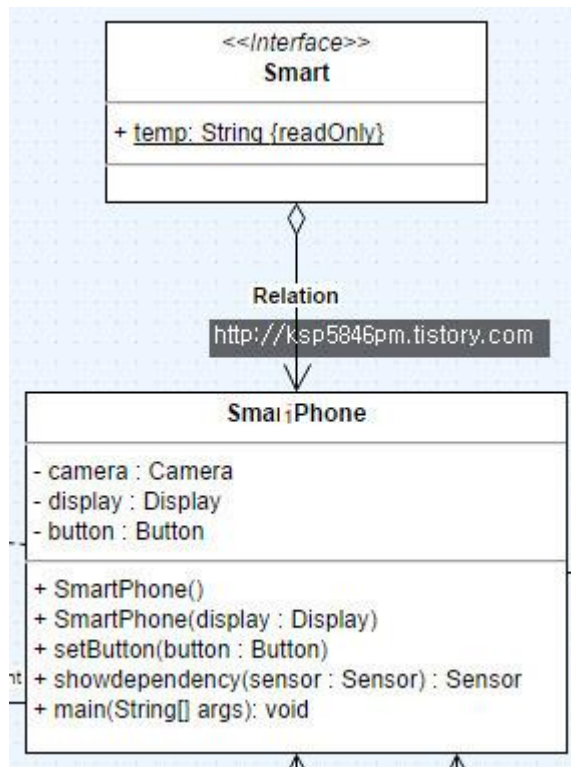 <<Interface>>
Smart
+ temp: String {readOnly}
Relation
http://ksp5846pm.tistory.com
SmartPhone
- camera : Camera
- display : Display
- button : Button
+ SmartPhone()
+ SmartPhone(display : Display)
+ setButton(button : Button)
+ showdependency(sensor : Sensor) : Sensor
+ main(String[] args): void